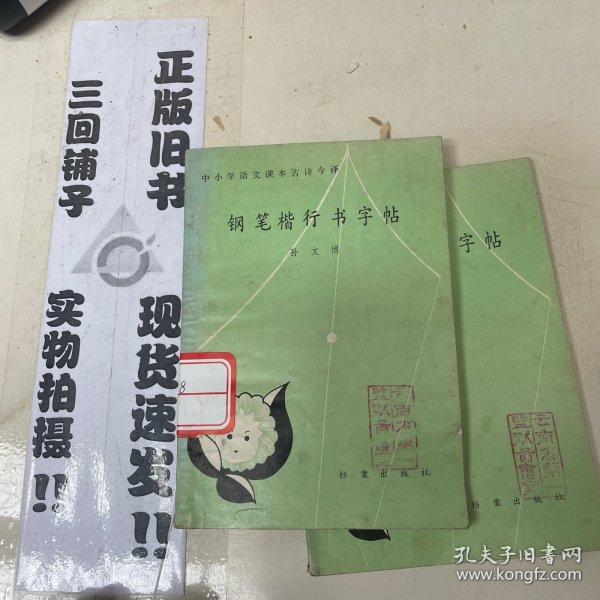 正版旧书
三回铺子
现货速发!!
实物拍摄!!
中小学语文课本古诗今译
钢笔楷行书字帖
孙文博
8
档案出版社
字帖
档案出版社
孔夫子旧书网
www.kongfz.com